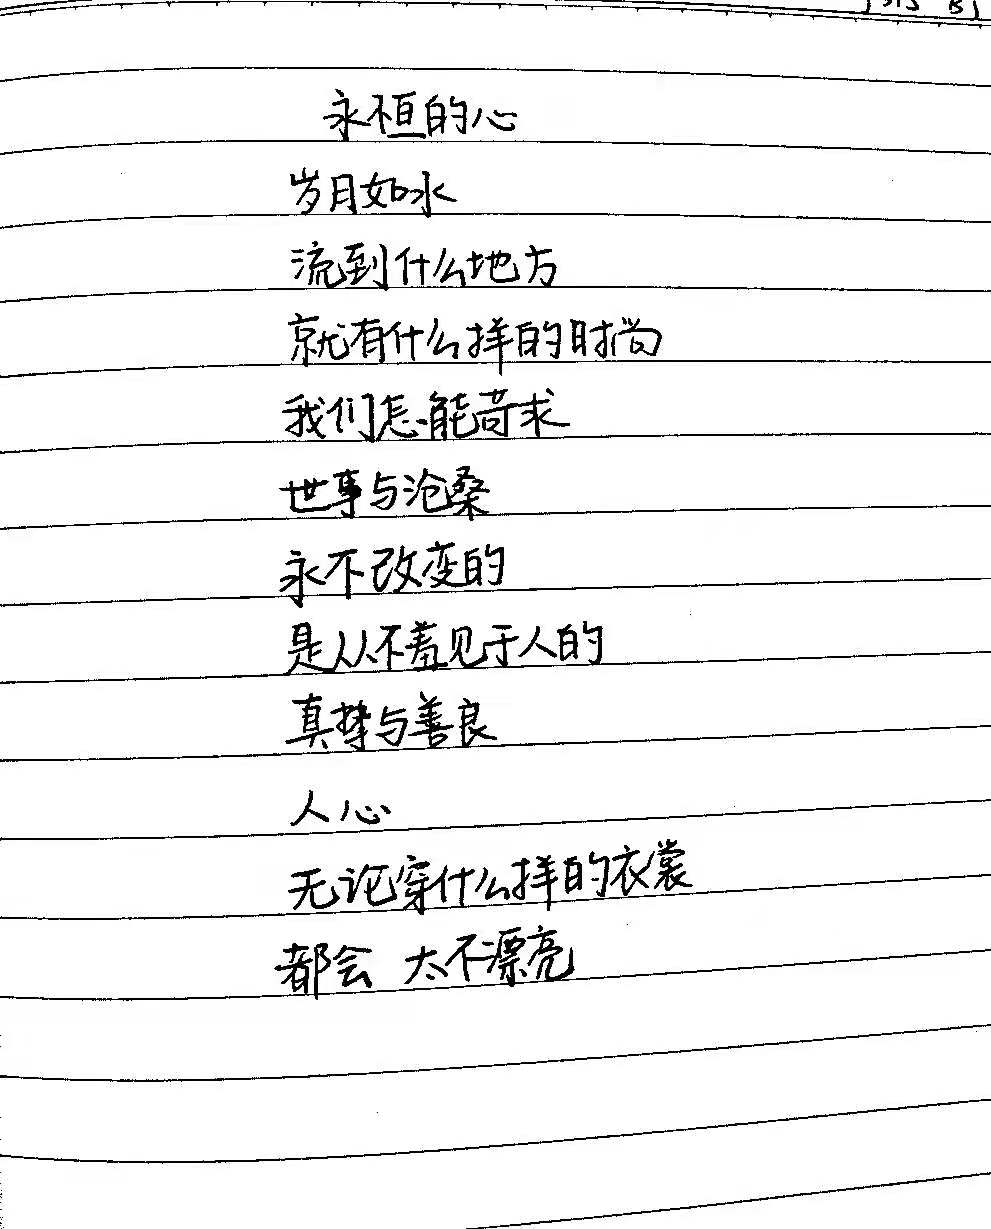 永恒的心
岁月如水
流到什么地方
就有什么样的时尚
我们怎能苛求
世事与沧桑
永不改变的
是从不羞见于人的
真挚与善良
人心
无论穿什么样的衣裳
都会 太不漂亮